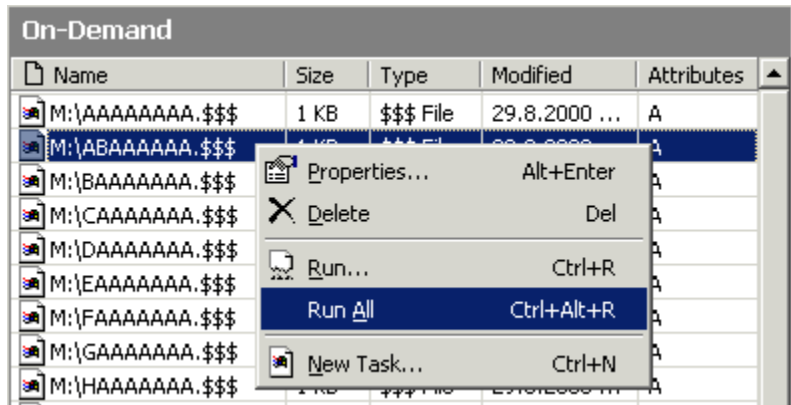 On-Demand
Name Size Type Modified Attributes
M:\AAAAAAAA.$$$ 1 KB $$$ File 29.8.2000 ... A
M:\ABAAAAAA.$$$ A
Properties... Alt+Enter
M:\BAAAAAAA.$$$ A
Delete Del
M:\CAAAAAAA.$$$ A
M:\DAAAAAAA.$$$ A
Run... Ctrl+R
M:\EAAAAAAA.$$$ A
Run All Ctrl+Alt+R
M:\FAAAAAAA.$$$ A
M:\GAAAAAAA.$$$ A
New Task... Ctrl+N
M:\HAAAAAAA.$$$ A